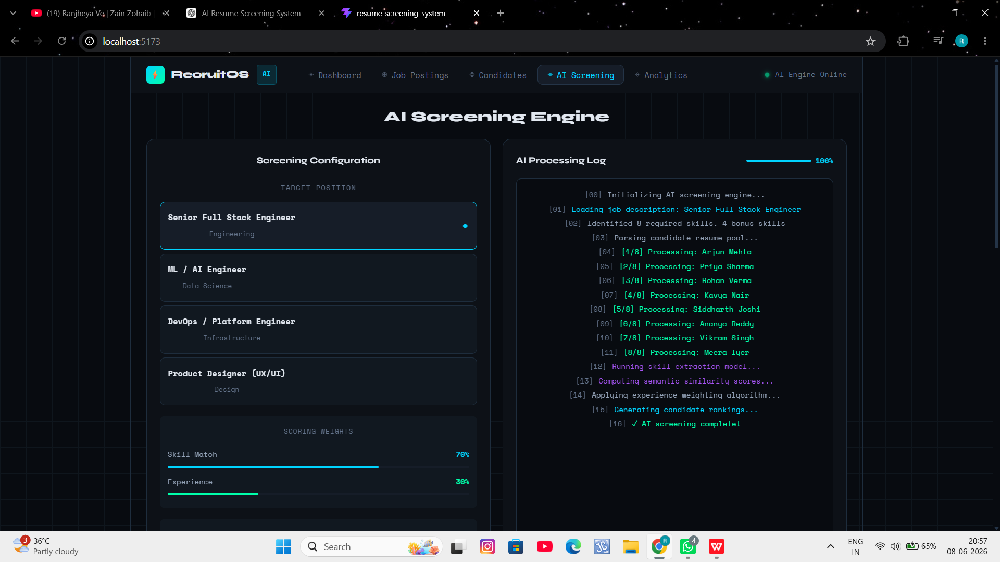 (19) Ranjheya Ve | Zain Zohaib
AI Resume Screening System
resume-screening-system
localhost:5173
R
RecruitOS
AI
Dashboard
Job Postings
Candidates
AI Screening
Analytics
AI Engine Online
AI Screening Engine
Screening Configuration
TARGET POSITION
Senior Full Stack Engineer
Engineering
ML / AI Engineer
Data Science
DevOps / Platform Engineer
Infrastructure
Product Designer (UX/UI)
Design
SCORING WEIGHTS
Skill Match 70%
Experience 30%
AI Processing Log 100%
[00] Initializing AI screening engine...
[01] Loading job description: Senior Full Stack Engineer
[02] Identified 8 required skills, 4 bonus skills
[03] Parsing candidate resume pool...
[04] [1/8] Processing: Arjun Mehta
[05] [2/8] Processing: Priya Sharma
[06] [3/8] Processing: Rohan Verma
[07] [4/8] Processing: Kavya Nair
[08] [5/8] Processing: Siddharth Joshi
[09] [6/8] Processing: Ananya Reddy
[10] [7/8] Processing: Vikram Singh
[11] [8/8] Processing: Meera Iyer
[12] Running skill extraction model...
[13] Computing semantic similarity scores...
[14] Applying experience weighting algorithm...
[15] Generating candidate rankings...
[16] ✓ AI screening complete!
3
36°C
Partly cloudy
Search
JC
R
4
W
ENG
IN
65%
20:57
08-06-2026